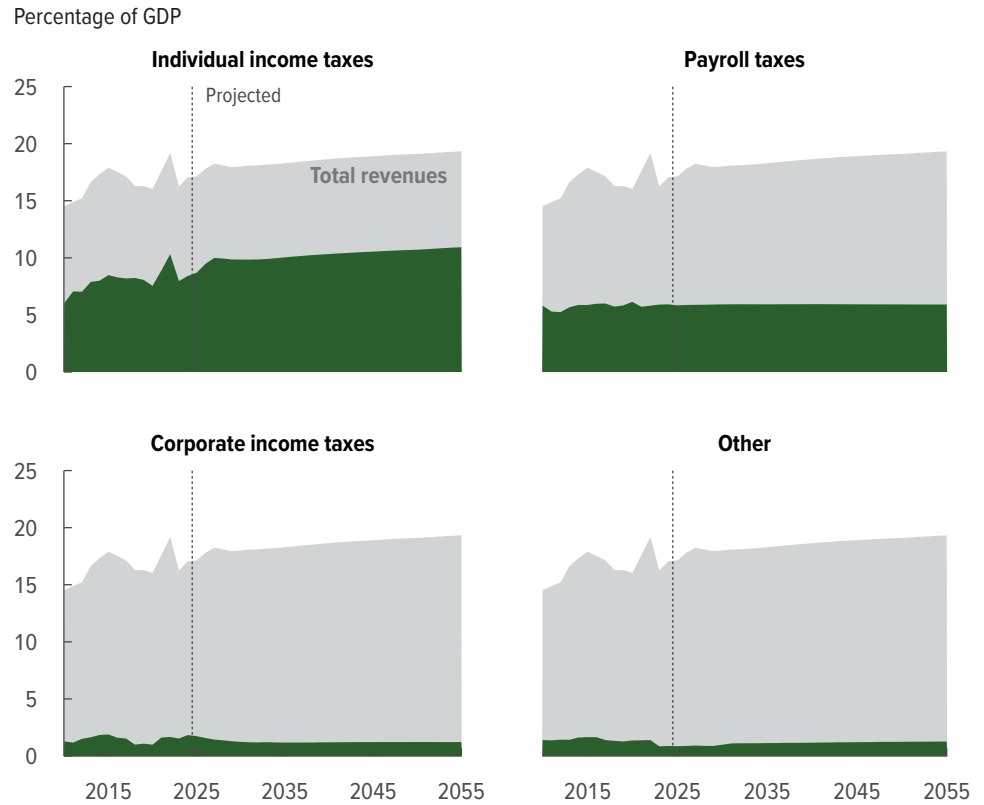 Percentage of GDP
Individual income taxes
Payroll taxes
25
Projected
20
Total revenues
15
10
5
0
Corporate income taxes
Other
25
20
15
10
5
0
2015 2025 2035 2045 2055 2015 2025 2035 2045 2055